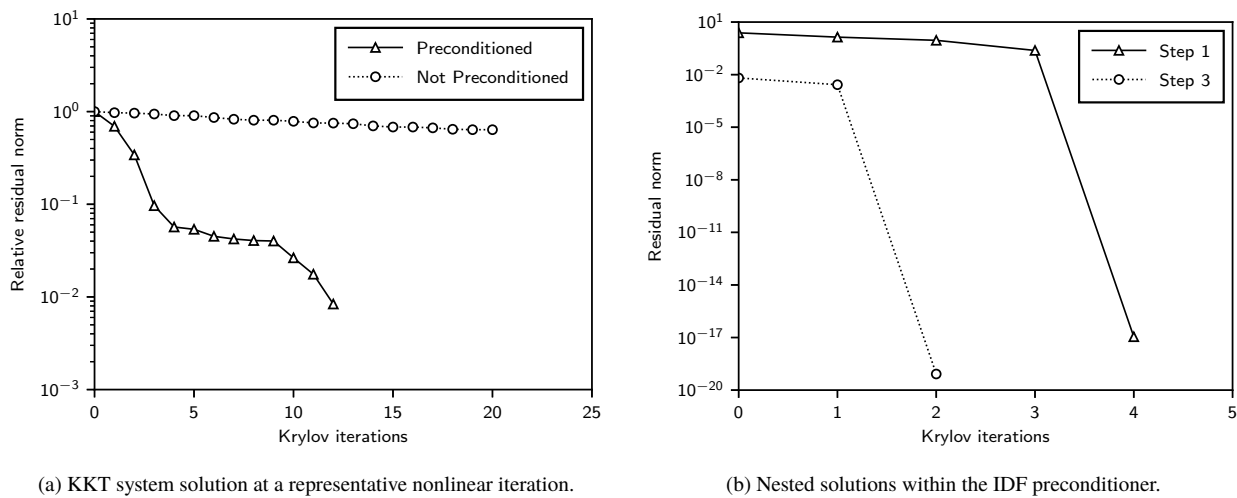 10^1
10^0
10^-1
10^-2
10^-3
Relative residual norm
0 5 10 15 20 25
Krylov iterations
Preconditioned
Not Preconditioned
(a) KKT system solution at a representative nonlinear iteration.
10^1
10^-2
10^-5
10^-8
10^-11
10^-14
10^-17
10^-20
Residual norm
0 1 2 3 4 5
Krylov iterations
Step 1
Step 3
(b) Nested solutions within the IDF preconditioner.